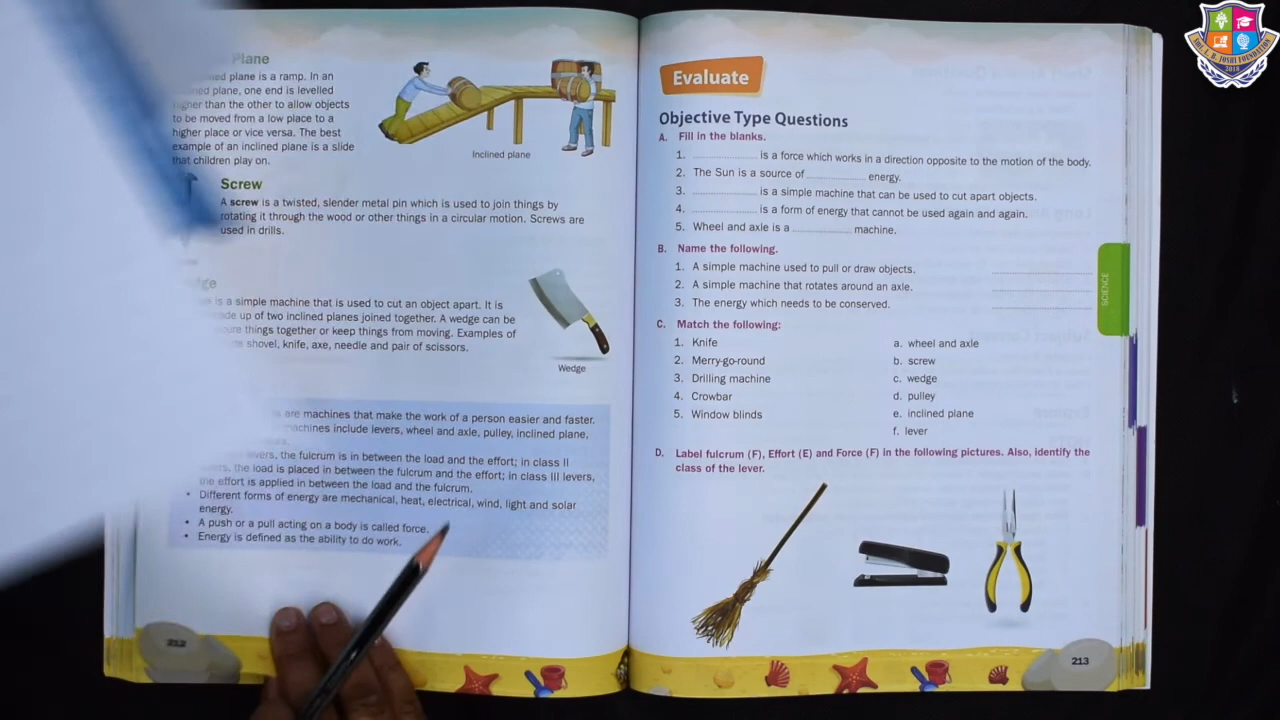 Plane
plane is a ramp. In an
plane, one end is levelled
higher than the other to allow objects
to be moved from a low place to a
higher place or vice versa. The best
example of an inclined plane is a slide
that children play on.
Inclined plane
Screw
A screw is a twisted, slender metal pin which is used to join things by
rotating it through the wood or other things in a circular motion. Screws are
used in drills.
is a simple machine that is used to cut an object apart. It is
up of two inclined planes joined together. A wedge can be
things together or keep things from moving. Examples of
shovel, knife, axe, needle and pair of scissors.
Wedge
are machines that make the work of a person easier and faster.
machines include levers, wheel and axle, pulley, inclined plane,
levers, the fulcrum is in between the load and the effort; in class II
levers, the load is placed in between the fulcrum and the effort; in class III levers,
the effort is applied in between the load and the fulcrum.
• Different forms of energy are mechanical, heat, electrical, wind, light and solar
energy.
• A push or a pull acting on a body is called force.
• Energy is defined as the ability to do work.
212
Evaluate
Objective Type Questions
A. Fill in the blanks.
1. .................... is a force which works in a direction opposite to the motion of the body.
2. The Sun is a source of .................... energy.
3. .................... is a simple machine that can be used to cut apart objects.
4. .................... is a form of energy that cannot be used again and again.
5. Wheel and axle is a .................... machine.
B. Name the following.
1. A simple machine used to pull or draw objects. ....................
2. A simple machine that rotates around an axle. ....................
3. The energy which needs to be conserved. ....................
C. Match the following:
1. Knife a. wheel and axle
2. Merry-go-round b. screw
3. Drilling machine c. wedge
4. Crowbar d. pulley
5. Window blinds e. inclined plane
f. lever
D. Label fulcrum (F), Effort (E) and Force (F) in the following pictures. Also, identify the
class of the lever.
SCIENCE
213
SHRI L. H. JOSHI FOUNDATION
2018